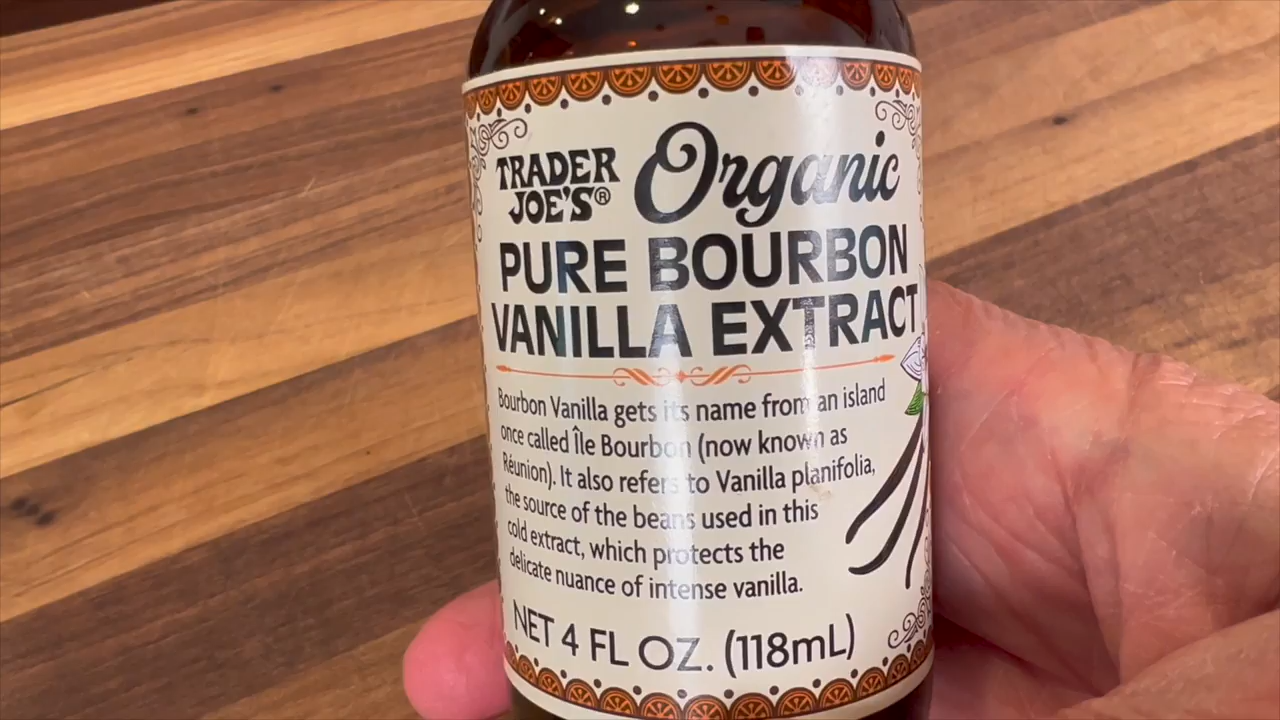 TRADER
JOE'S®
Organic
PURE BOURBON
VANILLA EXTRACT
Bourbon Vanilla gets its name from an island
once called Île Bourbon (now known as
Réunion). It also refers to Vanilla planifolia,
the source of the beans used in this
cold extract, which protects the
delicate nuance of intense vanilla.
NET 4 FL OZ. (118mL)